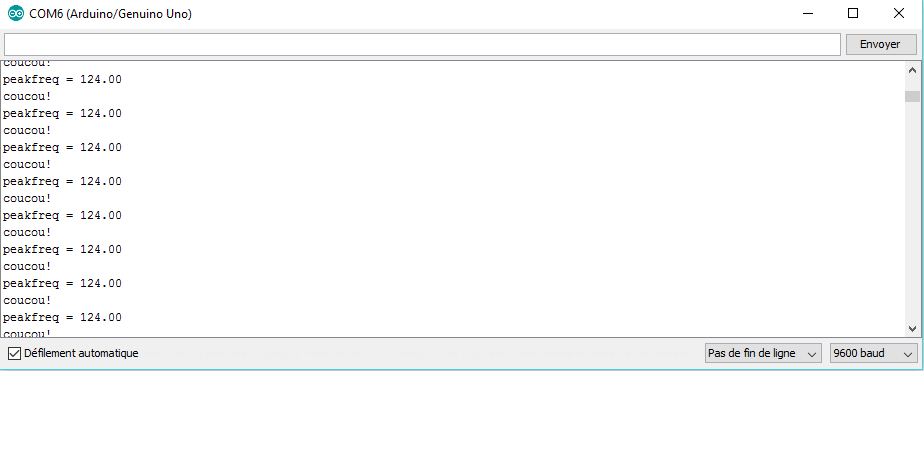 COM6 (Arduino/Genuino Uno)
Envoyer
coucou!
peakfreq = 124.00
coucou!
peakfreq = 124.00
coucou!
peakfreq = 124.00
coucou!
peakfreq = 124.00
coucou!
peakfreq = 124.00
coucou!
peakfreq = 124.00
coucou!
peakfreq = 124.00
coucou!
peakfreq = 124.00
coucou!
Défilement automatique
Pas de fin de ligne
9600 baud